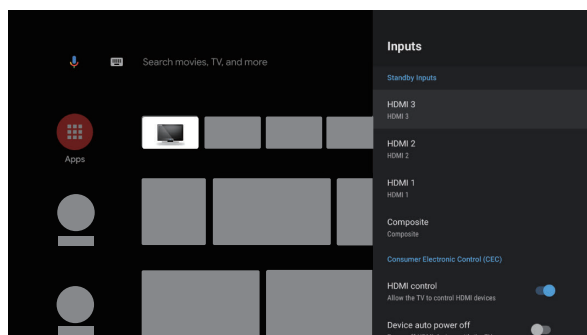 Search movies, TV, and more
Apps
Inputs
Standby Inputs
HDMI 3
HDMI 3
HDMI 2
HDMI 2
HDMI 1
HDMI 1
Composite
Composite
Consumer Electronic Control (CEC)
HDMI control
Allow the TV to control HDMI devices
Device auto power off